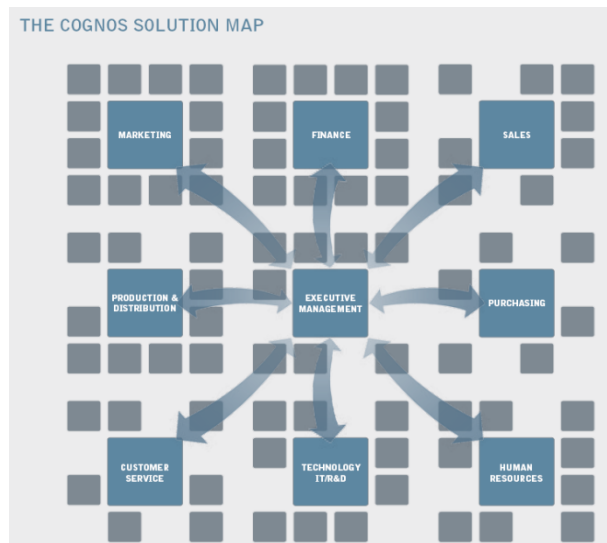 THE COGNOS SOLUTION MAP
MARKETING
FINANCE
SALES
PRODUCTION &
DISTRIBUTION
EXECUTIVE
MANAGEMENT
PURCHASING
CUSTOMER
SERVICE
TECHNOLOGY
IT/R&D
HUMAN
RESOURCES